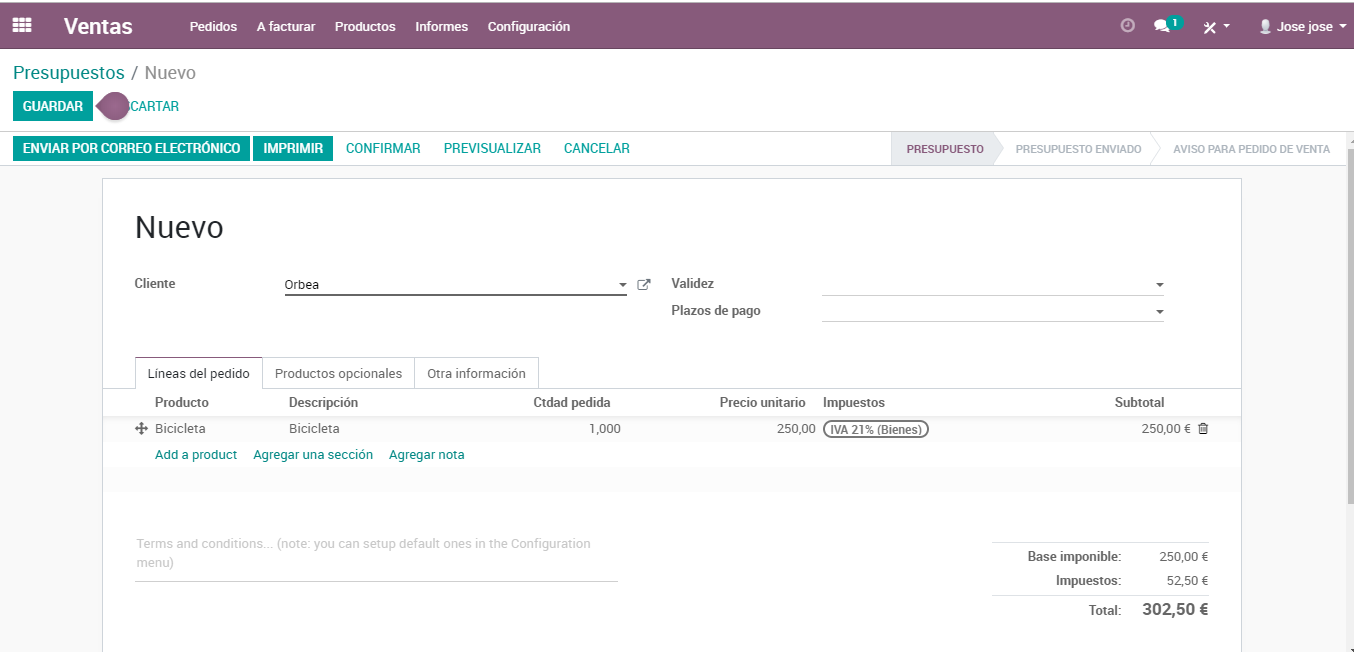 Ventas Pedidos A facturar Productos Informes Configuración 1 Jose jose
Presupuestos / Nuevo
GUARDAR CARTAR
ENVIAR POR CORREO ELECTRÓNICO IMPRIMIR CONFIRMAR PREVISUALIZAR CANCELAR PRESUPUESTO PRESUPUESTO ENVIADO AVISO PARA PEDIDO DE VENTA
Nuevo
Cliente Orbea Validez
Plazos de pago
Líneas del pedido Productos opcionales Otra información
Producto Descripción Ctdad pedida Precio unitario Impuestos Subtotal
Bicicleta Bicicleta 1,000 250,00 IVA 21% (Bienes) 250,00 €
Add a product Agregar una sección Agregar nota
Terms and conditions... (note: you can setup default ones in the Configuration
menu)
Base imponible: 250,00 €
Impuestos: 52,50 €
Total: 302,50 €